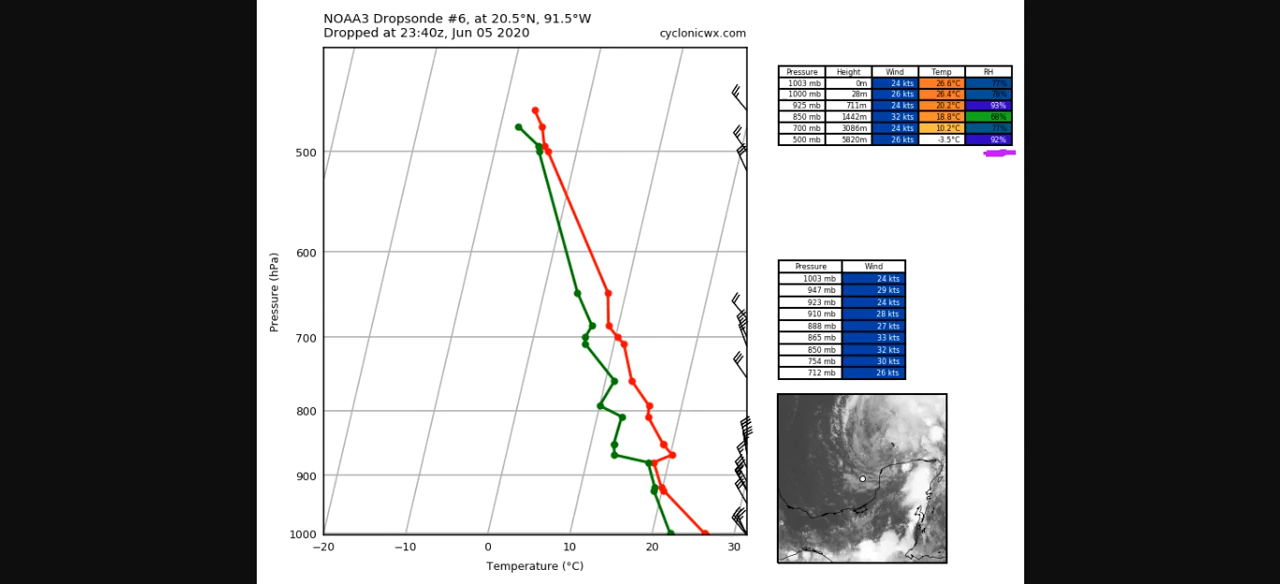 NOAA3 Dropsonde #6, at 20.5°N, 91.5°W
Dropped at 23:40z, Jun 05 2020
cyclonicwx.com
Pressure (hPa)
500
600
700
800
900
1000
−20 −10 0 10 20 30
Temperature (°C)
Pressure Height Wind Temp RH
1003 mb 0m 24 kts 26.6°C 77%
1000 mb 28m 26 kts 26.4°C 78%
925 mb 711m 24 kts 20.2°C 93%
850 mb 1442m 32 kts 18.8°C 68%
700 mb 3086m 24 kts 10.2°C 77%
500 mb 5820m 26 kts -3.5°C 92%
Pressure Wind
1003 mb 24 kts
947 mb 29 kts
923 mb 24 kts
910 mb 28 kts
888 mb 27 kts
865 mb 33 kts
850 mb 32 kts
754 mb 30 kts
712 mb 26 kts